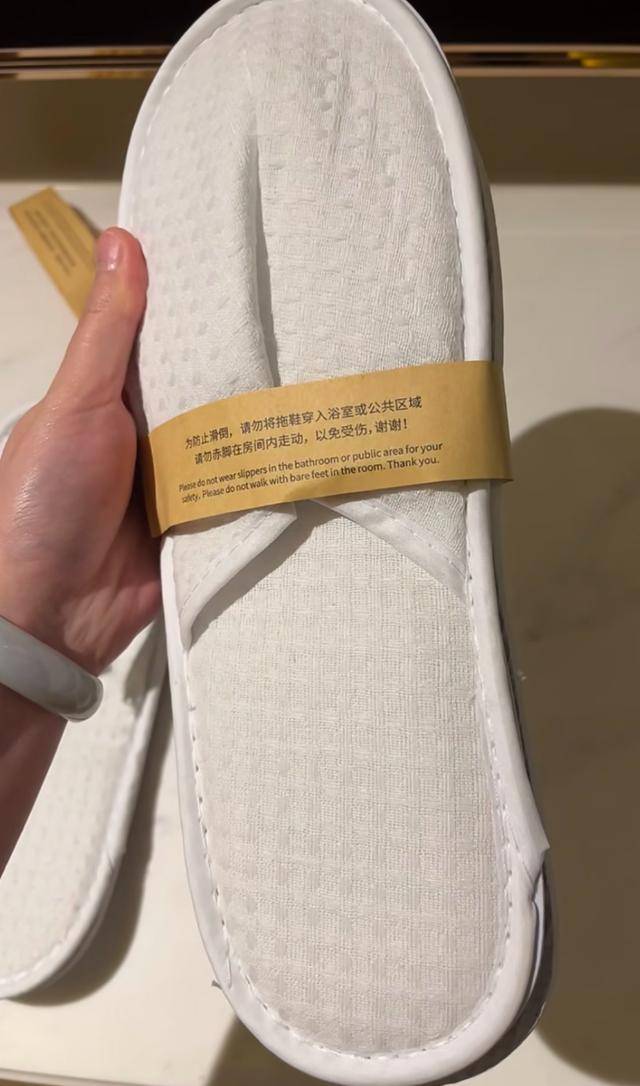 为防止滑倒，请勿将拖鞋穿入浴室或公共区域
请勿赤脚在房间内走动，以免受伤，谢谢！
Please do not wear slippers in the bathroom or public area for your
safety. Please do not walk with bare feet in the room. Thank you.